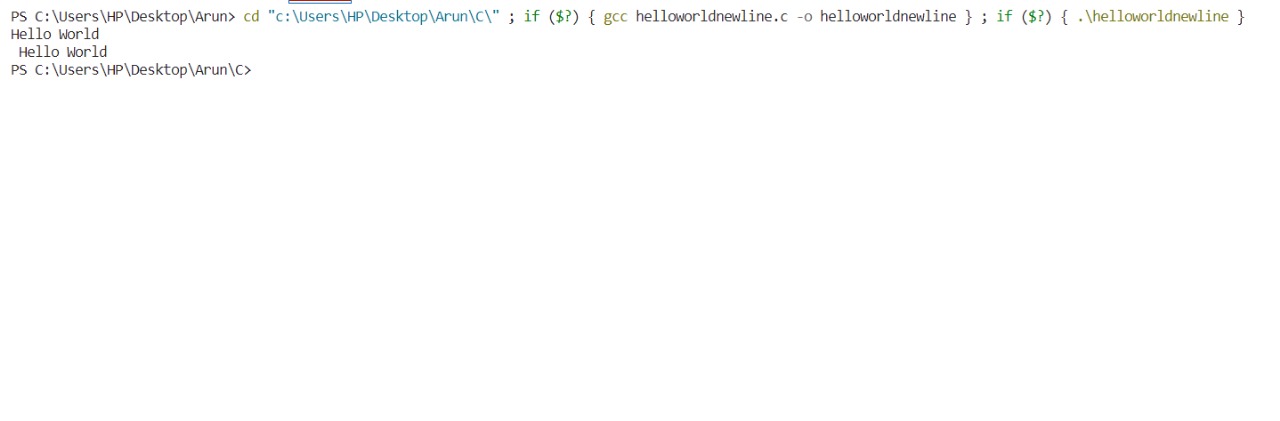 PS C:\Users\HP\Desktop\Arun> cd "c:\Users\HP\Desktop\Arun\C\" ; if ($?) { gcc helloworldnewline.c -o helloworldnewline } ; if ($?) { .\helloworldnewline }
Hello World
 Hello World
PS C:\Users\HP\Desktop\Arun\C>